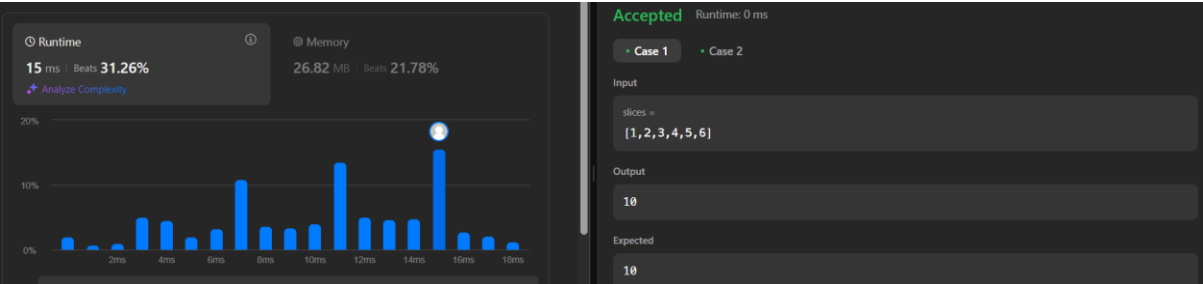 Runtime
15 ms | Beats 31.26%
Analyze Complexity
Memory
26.82 MB | Beats 21.78%
20%
10%
0%
2ms 4ms 6ms 8ms 10ms 12ms 14ms 16ms 18ms
Accepted Runtime: 0 ms
• Case 1 • Case 2
Input
slices =
[1,2,3,4,5,6]
Output
10
Expected
10